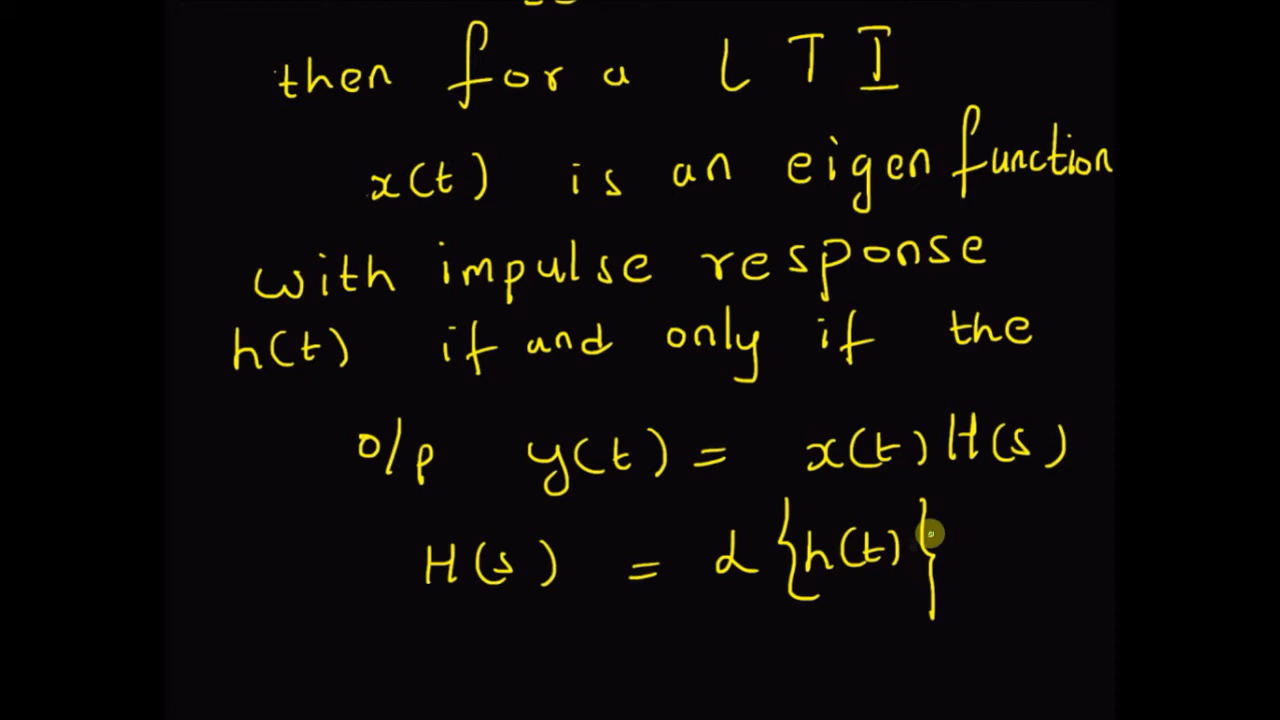 then for a LTI
x(t) is an eigen function
with impulse response
h(t) if and only if the
o/p y(t) = x(t) H(s)
H(s) = L{h(t)}